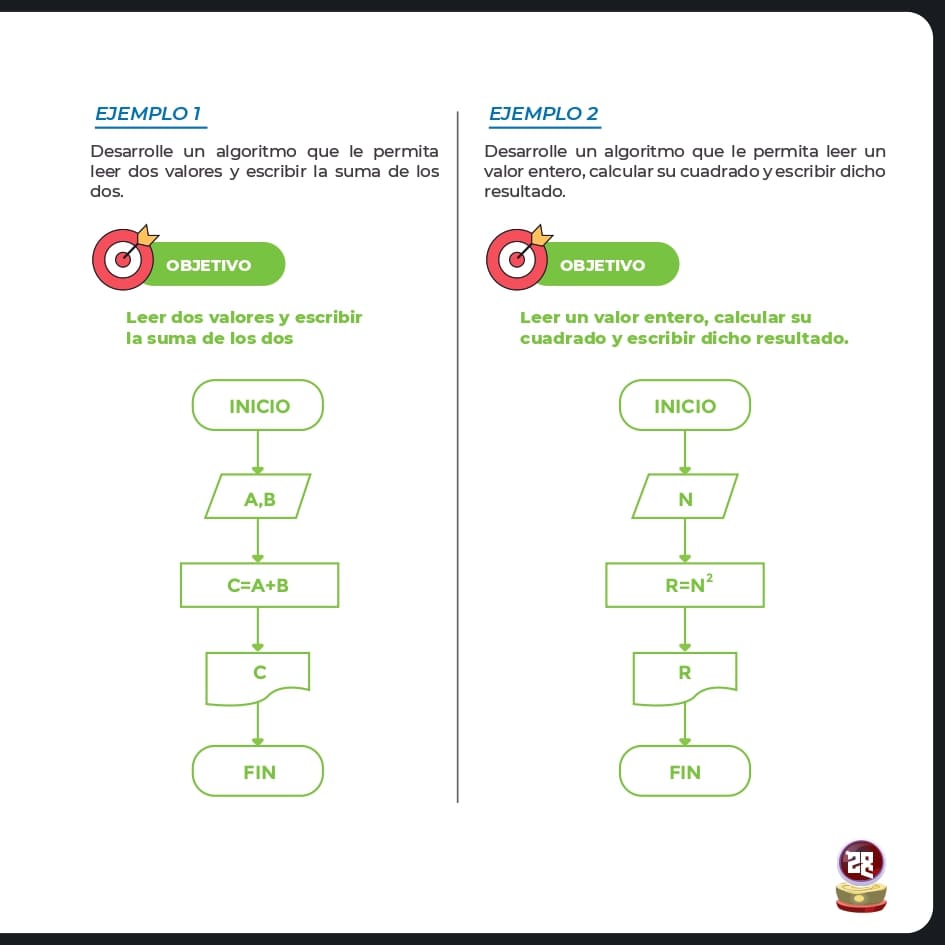 EJEMPLO 1
Desarrolle un algoritmo que le permita
leer dos valores y escribir la suma de los
dos.
OBJETIVO
Leer dos valores y escribir
la suma de los dos
INICIO
A,B
C=A+B
C
FIN
EJEMPLO 2
Desarrolle un algoritmo que le permita leer un
valor entero, calcular su cuadrado y escribir dicho
resultado.
OBJETIVO
Leer un valor entero, calcular su
cuadrado y escribir dicho resultado.
INICIO
N
R=N²
R
FIN